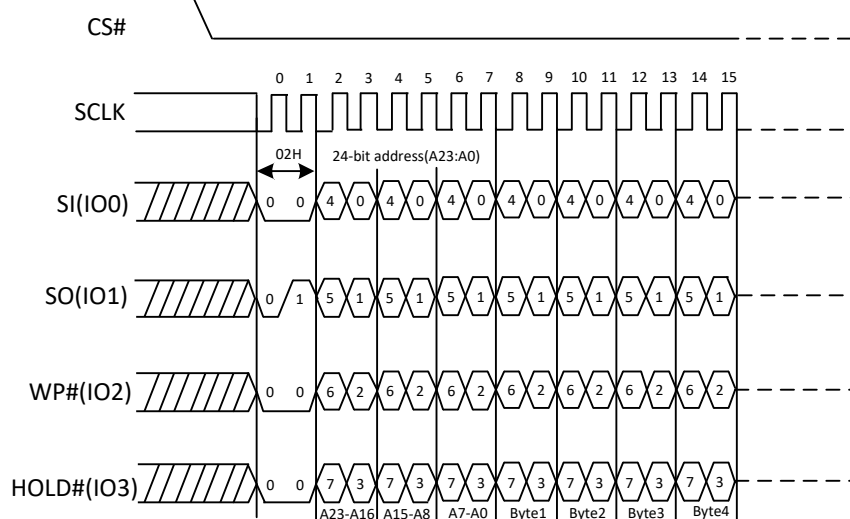 CS#
0 1 2 3 4 5 6 7 8 9 10 11 12 13 14 15
SCLK
02H 24-bit address(A23:A0)
SI(IO0) 0 0 4 0 4 0 4 0 4 0 4 0 4 0 4 0
SO(IO1) 0 1 5 1 5 1 5 1 5 1 5 1 5 1 5 1
WP#(IO2) 0 0 6 2 6 2 6 2 6 2 6 2 6 2 6 2
HOLD#(IO3) 0 0 7 3 7 3 7 3 7 3 7 3 7 3 7 3
A23-A16 A15-A8 A7-A0 Byte1 Byte2 Byte3 Byte4